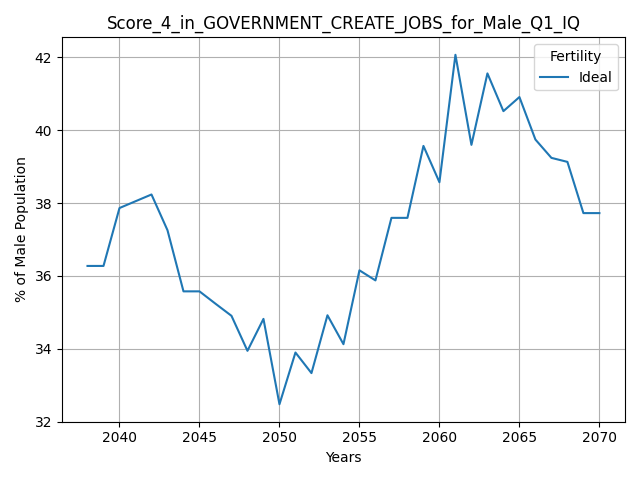 Score_4_in_GOVERNMENT_CREATE_JOBS_for_Male_Q1_IQ
Fertility
Ideal
% of Male Population
42
40
38
36
34
32
2040 2045 2050 2055 2060 2065 2070
Years